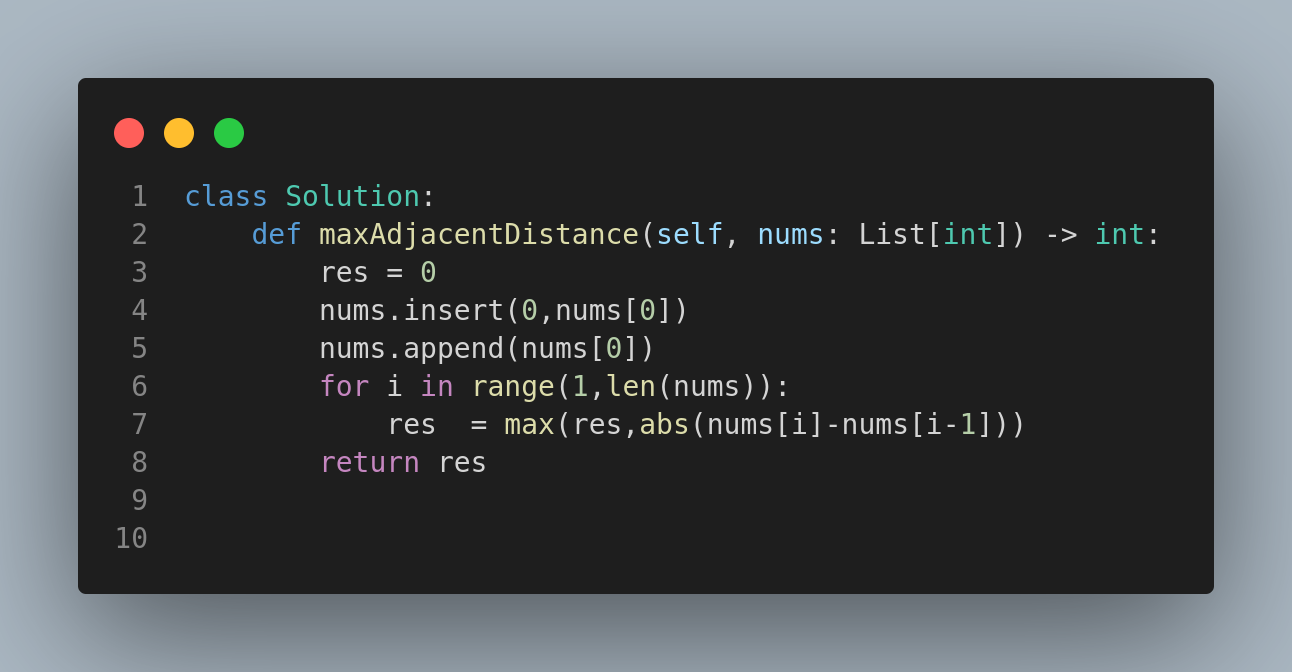 1 class Solution:
2     def maxAdjacentDistance(self, nums: List[int]) -> int:
3         res = 0
4         nums.insert(0,nums[0])
5         nums.append(nums[0])
6         for i in range(1,len(nums)):
7             res  = max(res,abs(nums[i]-nums[i-1]))
8         return res
9
10